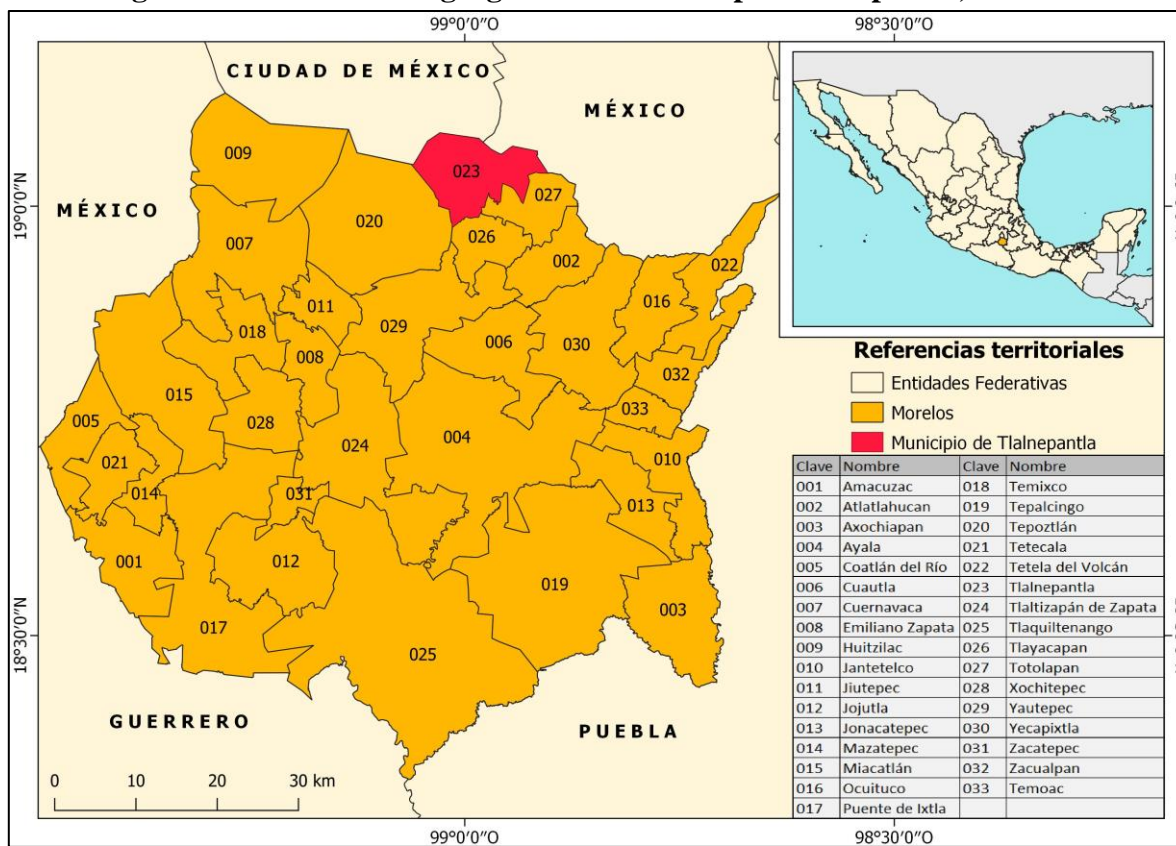 99°0′0″O 98°30′0″O
CIUDAD DE MÉXICO
MÉXICO
009
023
027
19°0′0″N
MÉXICO
020
007
026
002
022
011
016
018
029
006
030
008
032
015
005
033
028
004
024
021
010
014
031
013
001
012
019
003
017
18°30′0″N
025
GUERRERO
PUEBLA
0 10 20 30 km
99°0′0″O 98°30′0″O
Referencias territoriales
Entidades Federativas
Morelos
Municipio de Tlalnepantla
Clave Nombre Clave Nombre
001 Amacuzac 018 Temixco
002 Atlatlahucan 019 Tepalcingo
003 Axochiapan 020 Tepoztlán
004 Ayala 021 Tetecala
005 Coatlán del Río 022 Tetela del Volcán
006 Cuautla 023 Tlalnepantla
007 Cuernavaca 024 Tlaltizapán de Zapata
008 Emiliano Zapata 025 Tlaquiltenango
009 Huitzilac 026 Tlayacapan
010 Jantetelco 027 Totolapan
011 Jiutepec 028 Xochitepec
012 Jojutla 029 Yautepec
013 Jonacatepec 030 Yecapixtla
014 Mazatepec 031 Zacatepec
015 Miacatlán 032 Zacualpan
016 Ocuituco 033 Temoac
017 Puente de Ixtla